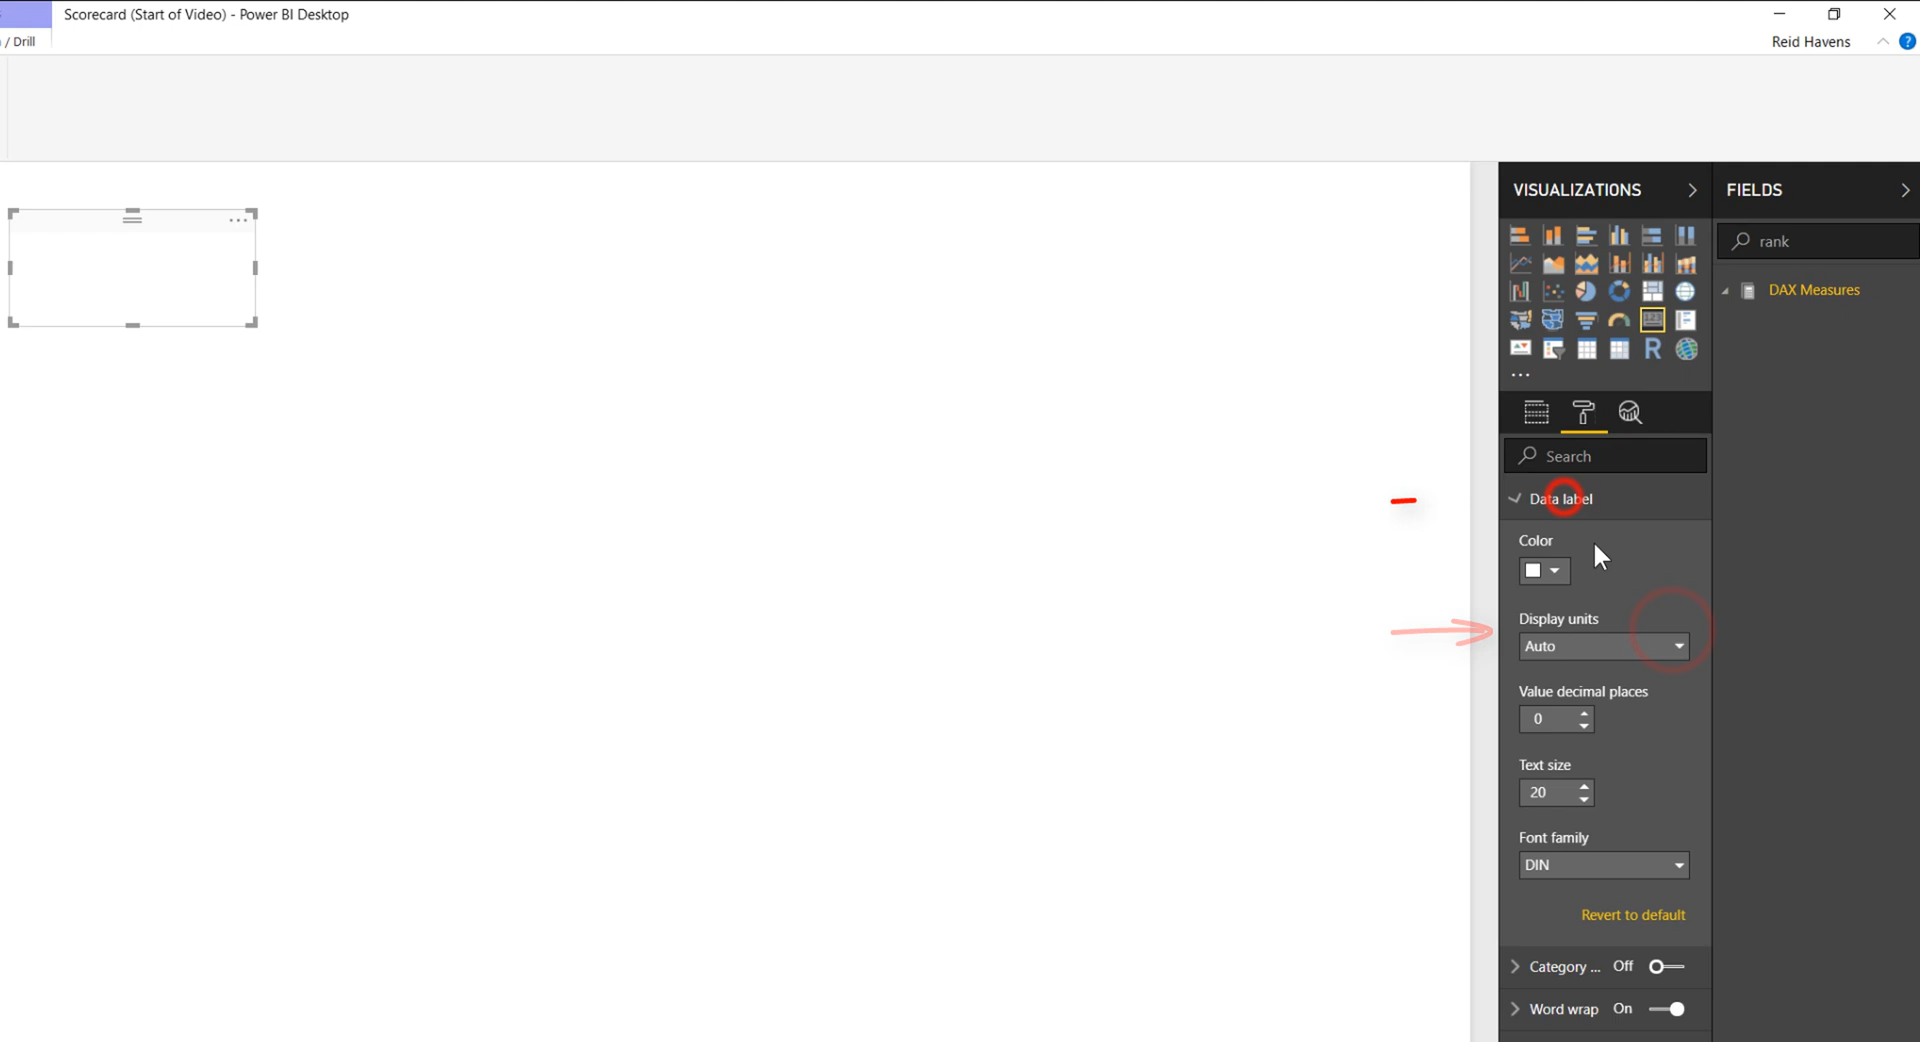 Scorecard (Start of Video) - Power BI Desktop
/ Drill
Reid Havens
?
VISUALIZATIONS
FIELDS
rank
DAX Measures
R
Search
Data label
Color
Display units
Auto
Value decimal places
0
Text size
20
Font family
DIN
Revert to default
Category ... Off
Word wrap On